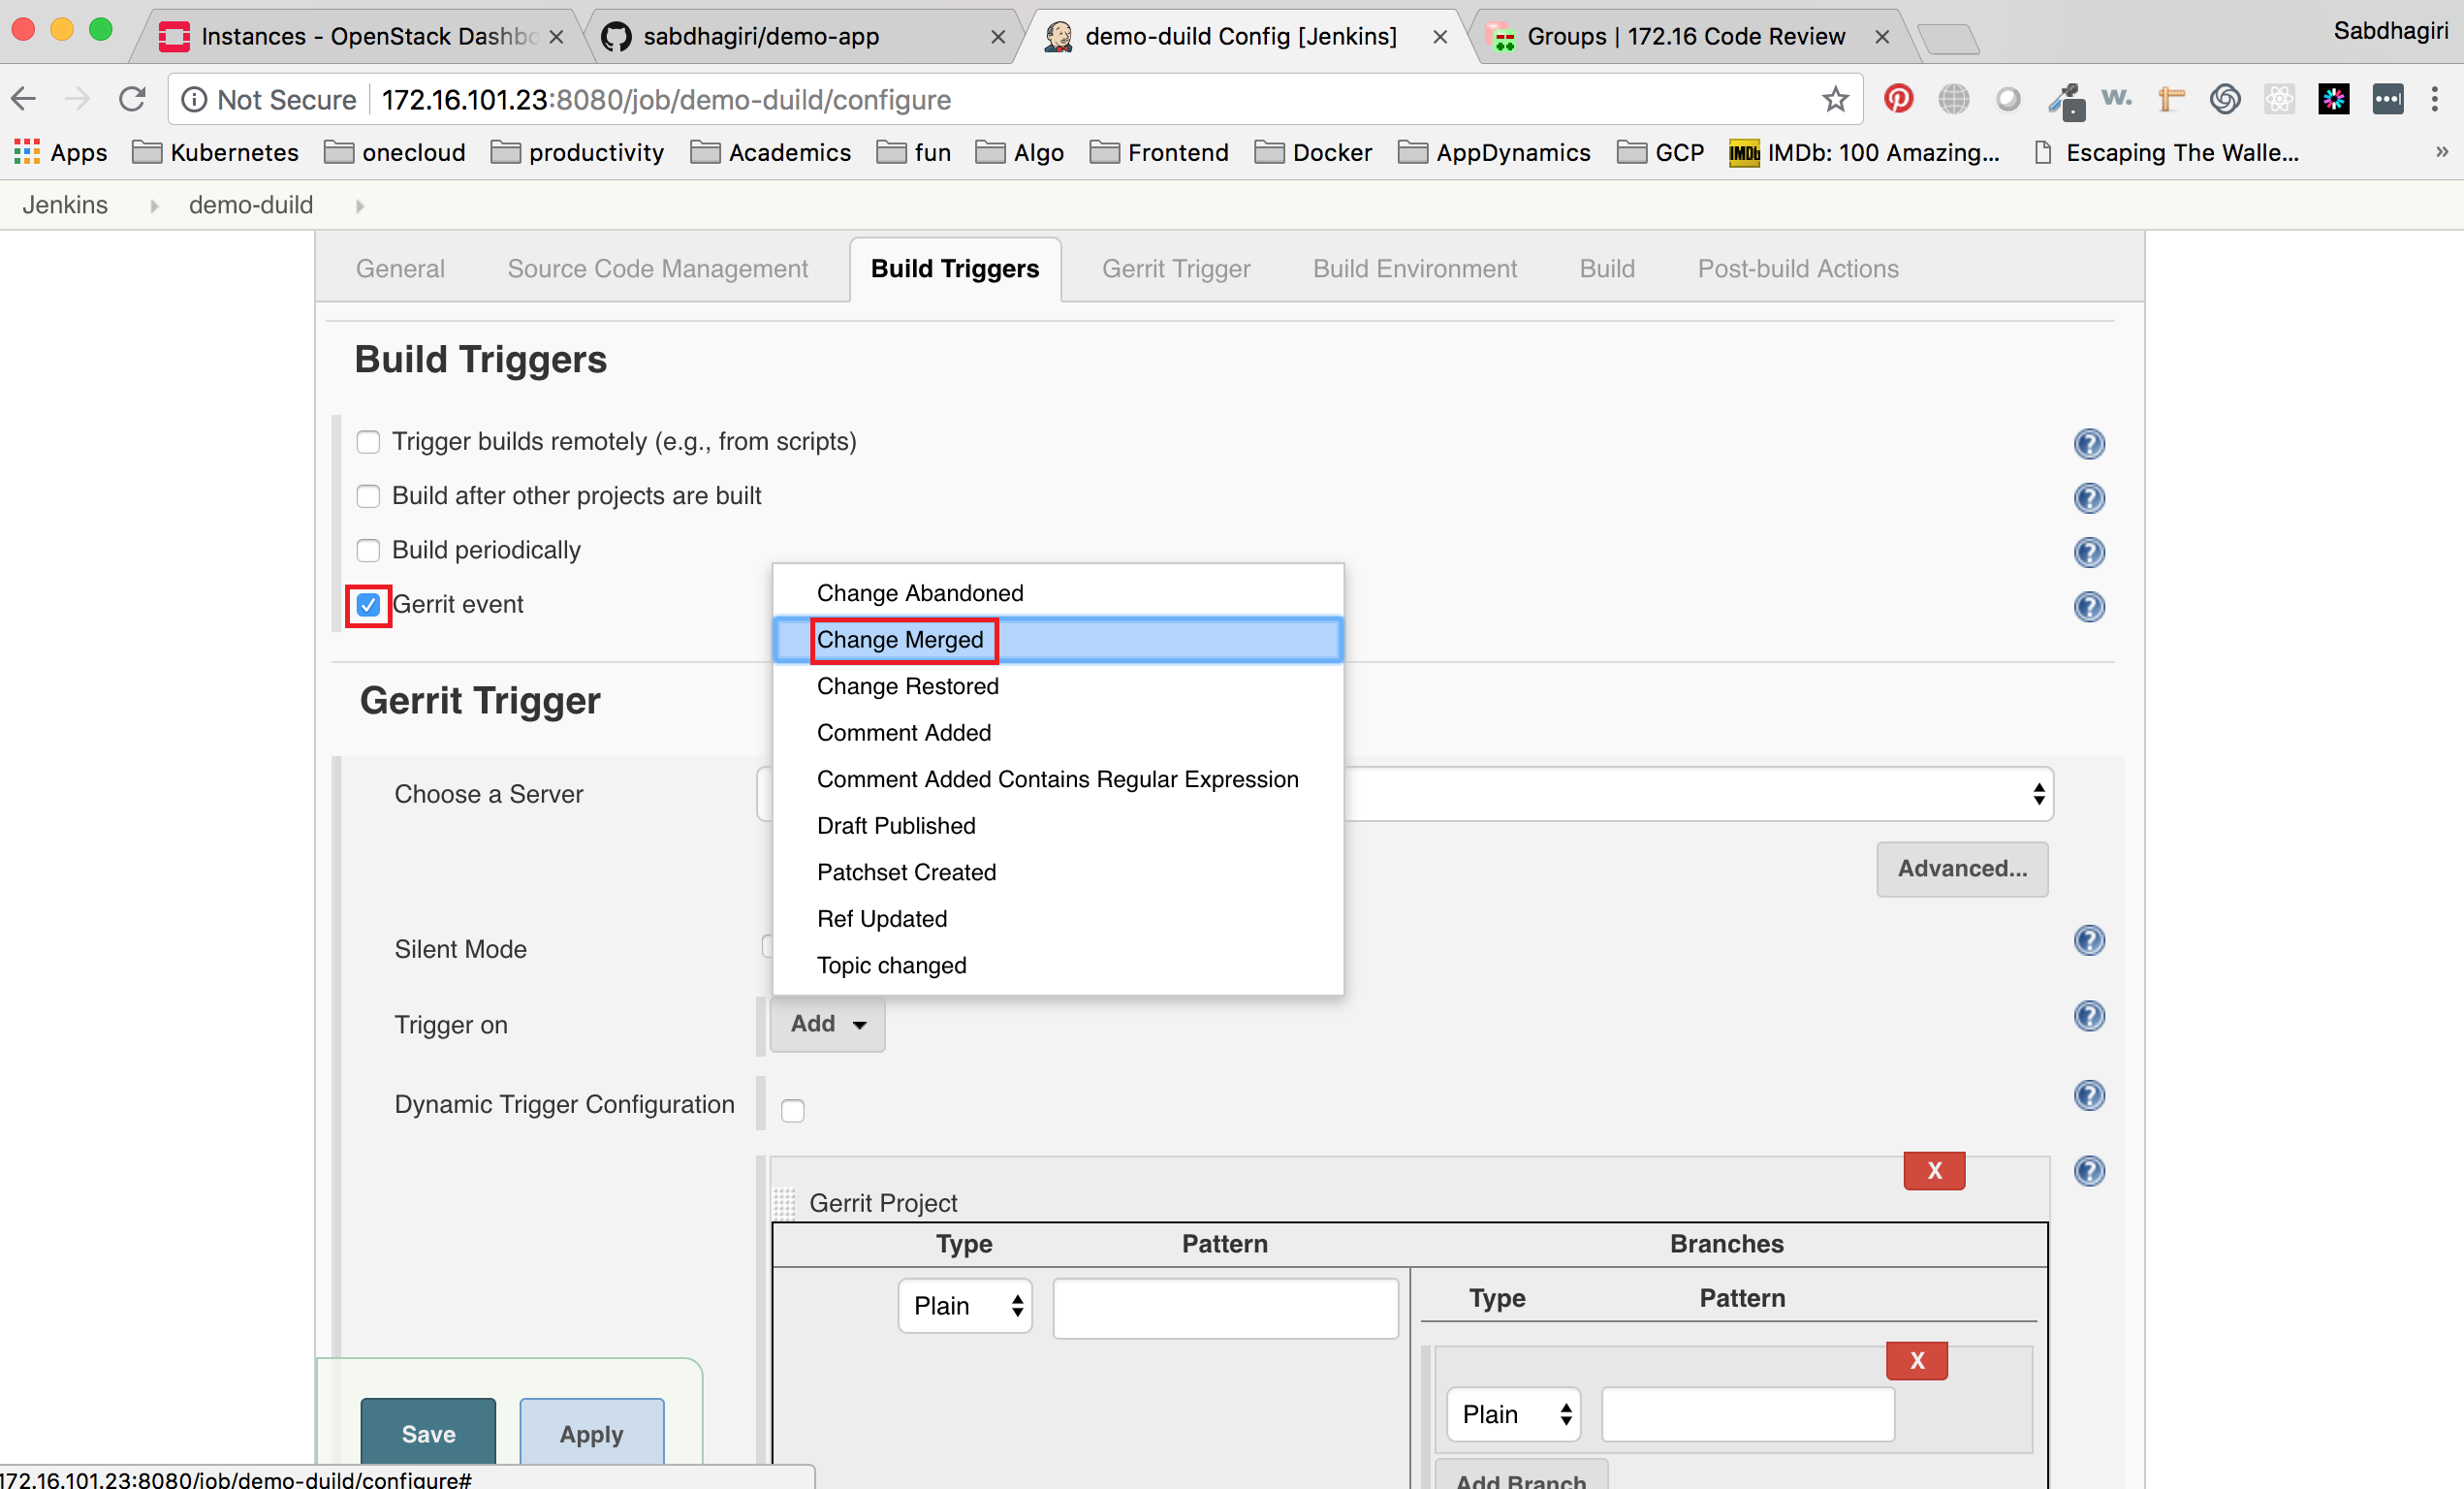 Instances - OpenStack Dashbo
sabdhagiri/demo-app
demo-duild Config [Jenkins]
Groups | 172.16 Code Review
Sabdhagiri
Not Secure
172.16.101.23:8080/job/demo-duild/configure
Apps
Kubernetes
onecloud
productivity
Academics
fun
Algo
Frontend
Docker
AppDynamics
GCP
IMDb
IMDb: 100 Amazing...
Escaping The Walle...
»
Jenkins
demo-duild
General
Source Code Management
Build Triggers
Gerrit Trigger
Build Environment
Build
Post-build Actions
Build Triggers
Trigger builds remotely (e.g., from scripts)
Build after other projects are built
Build periodically
Gerrit event
Change Abandoned
Change Merged
Change Restored
Comment Added
Comment Added Contains Regular Expression
Draft Published
Patchset Created
Ref Updated
Topic changed
Gerrit Trigger
Choose a Server
Advanced...
Silent Mode
Trigger on
Add
Dynamic Trigger Configuration
X
Gerrit Project
Type
Pattern
Branches
Plain
Type
Pattern
X
Plain
Add Branch
Save
Apply
172.16.101.23:8080/job/demo-duild/configure#